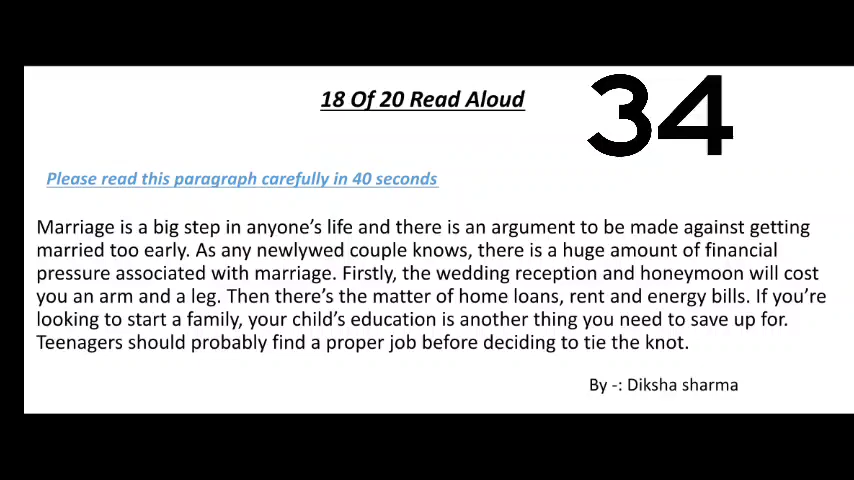 18 Of 20 Read Aloud
34
Please read this paragraph carefully in 40 seconds
Marriage is a big step in anyone’s life and there is an argument to be made against getting
married too early. As any newlywed couple knows, there is a huge amount of financial
pressure associated with marriage. Firstly, the wedding reception and honeymoon will cost
you an arm and a leg. Then there’s the matter of home loans, rent and energy bills. If you’re
looking to start a family, your child’s education is another thing you need to save up for.
Teenagers should probably find a proper job before deciding to tie the knot.
By -: Diksha sharma